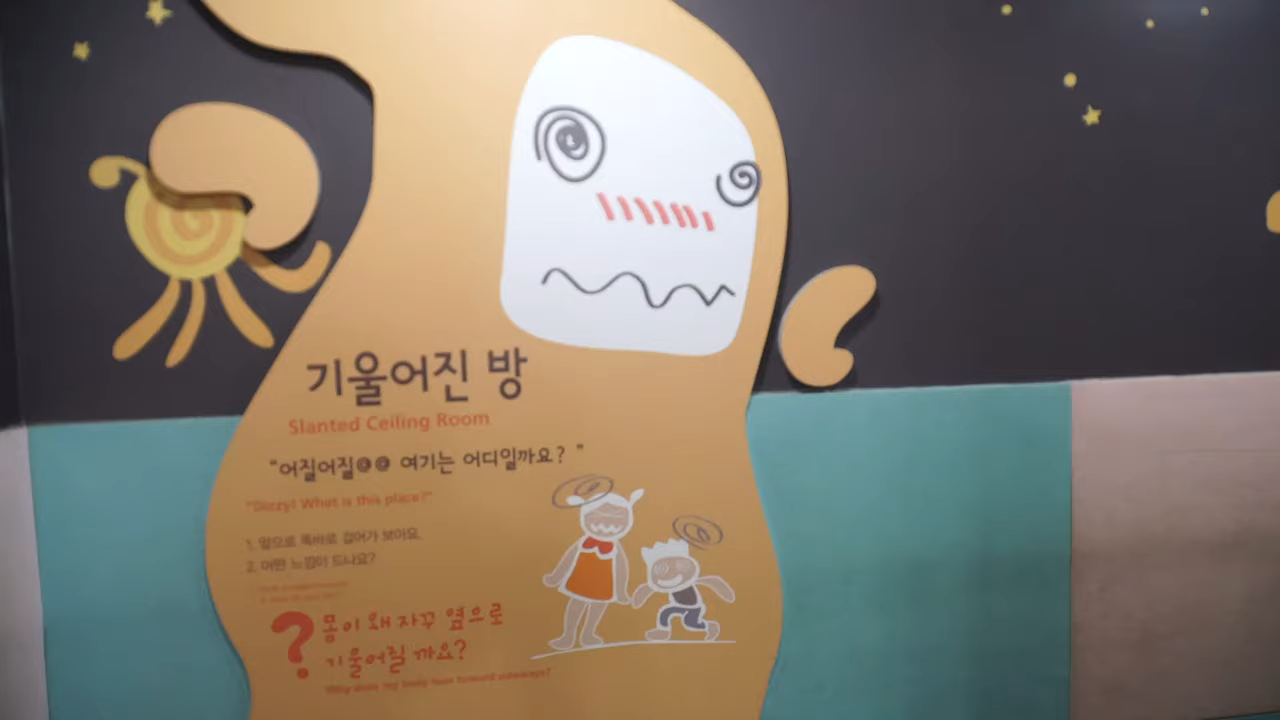 기울어진 방
Slanted Ceiling Room
"어질어질@@ 여기는 어디일까요? "
"Dizzy! What is this place?"
1. 앞으로 똑바로 걸어가 보아요.
2. 어떤 느낌이 드나요?
? 몸이 왜 자꾸 옆으로
기울어질까요?
Why does my body lean toward sideways?